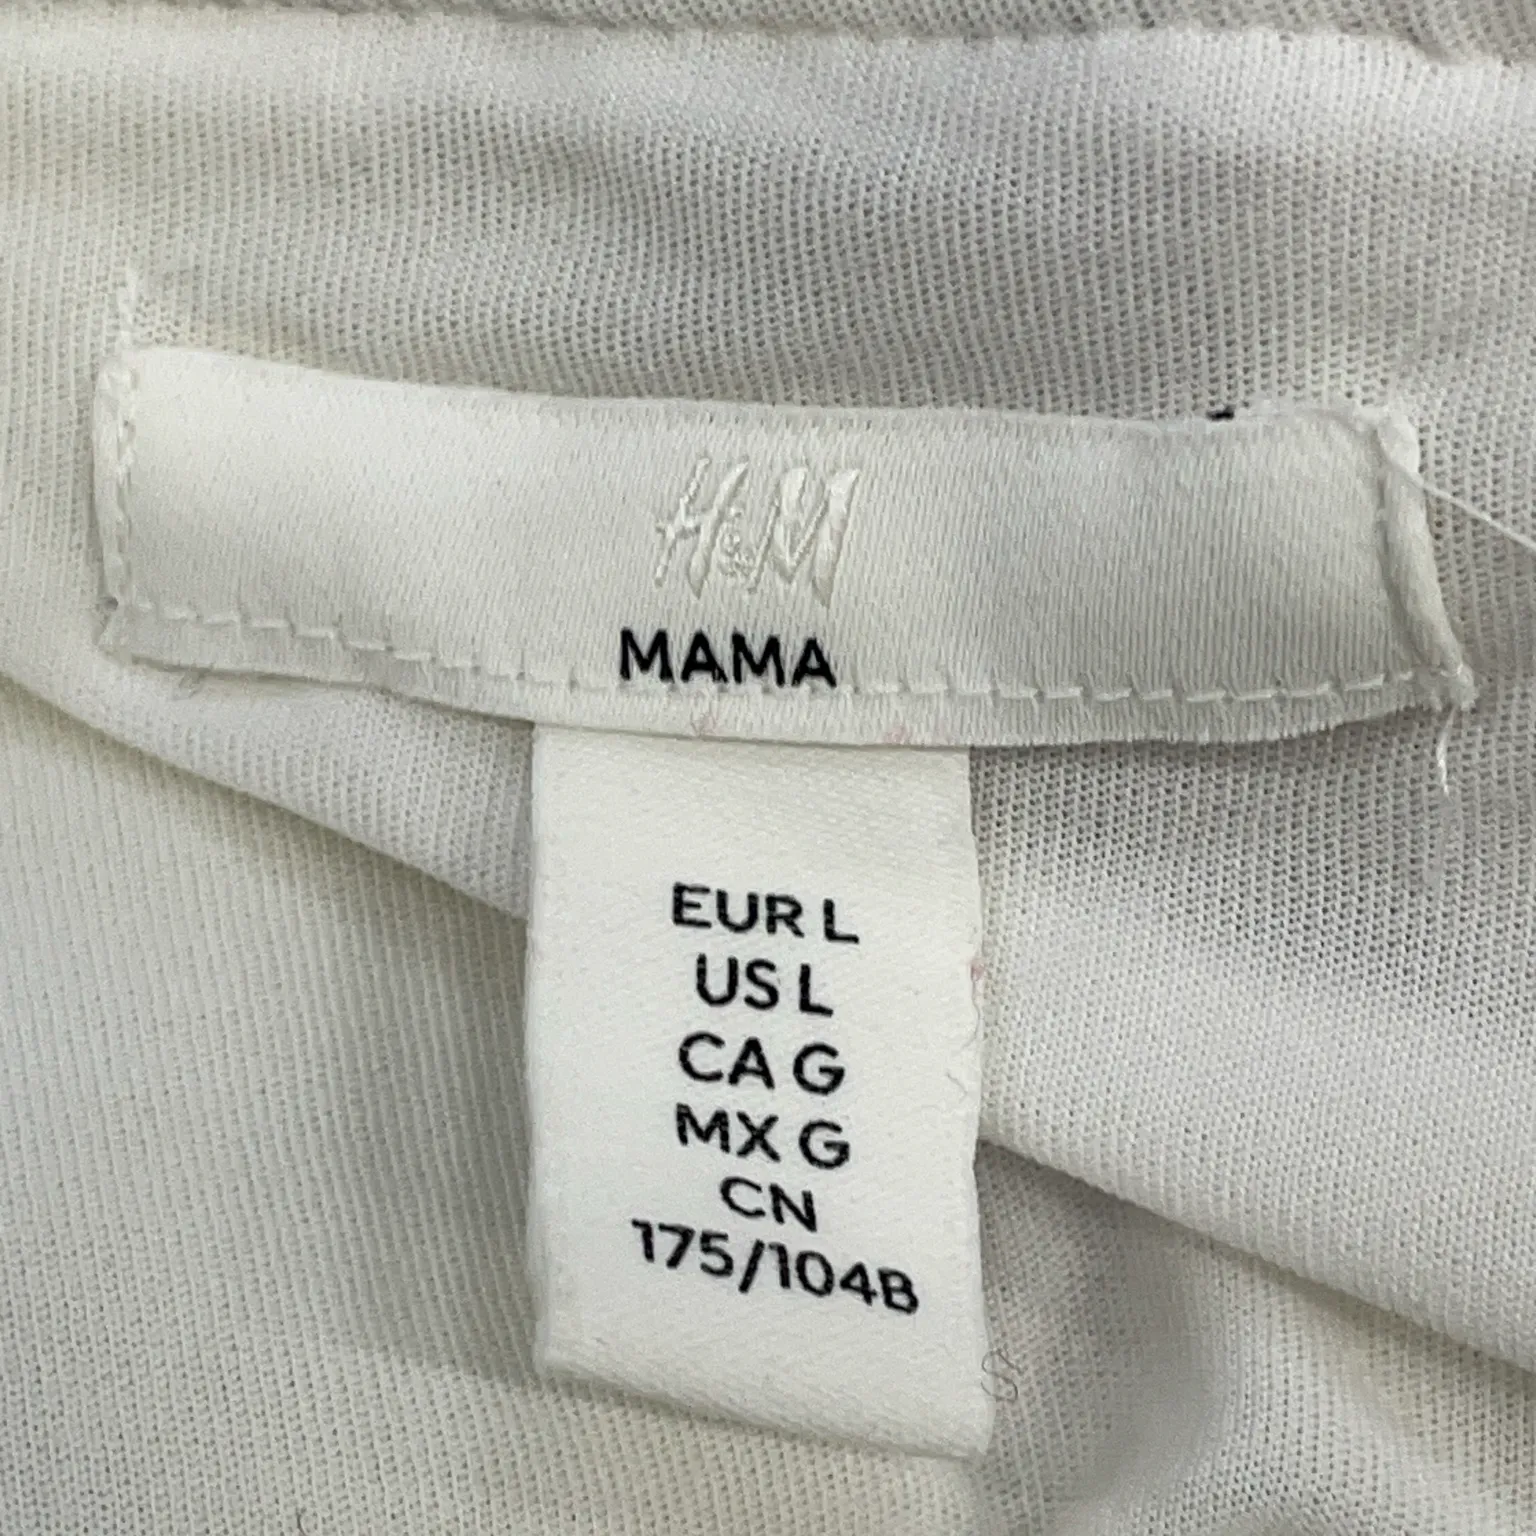 H&M
MAMA
EUR L
US L
CA G
MX G
CN
175/104B